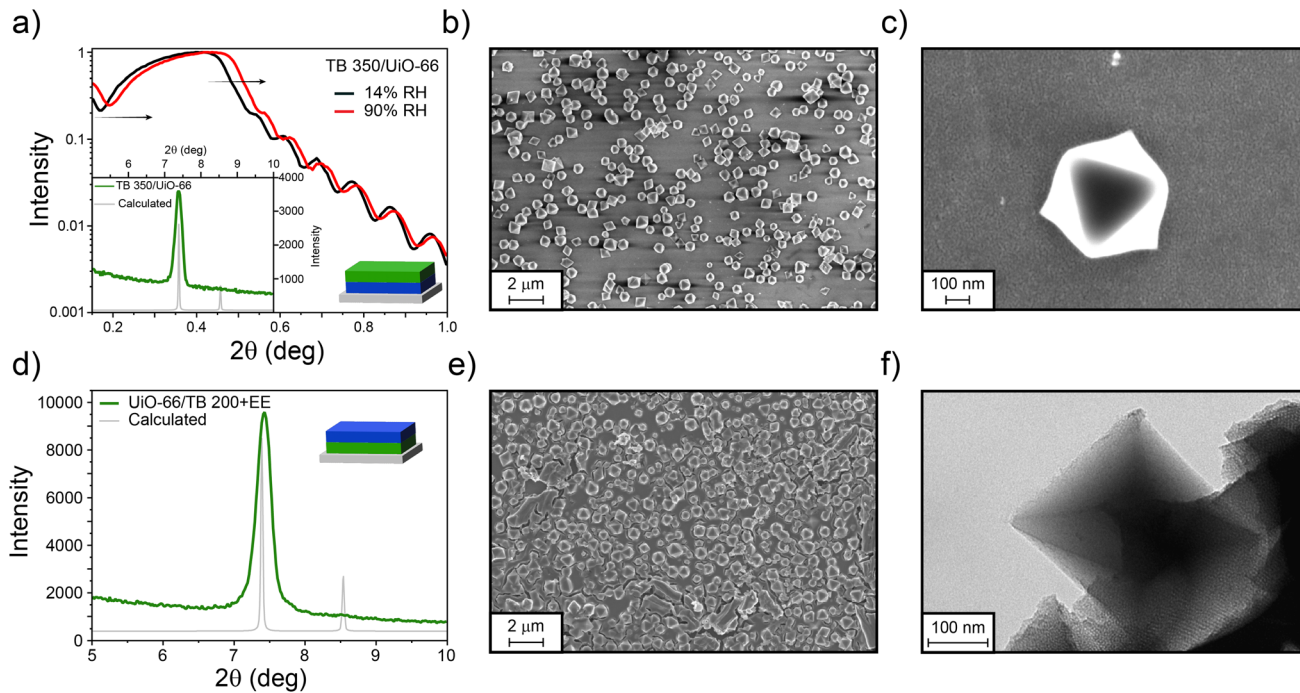 a)
b)
c)
1
0.1
0.01
0.001
Intensity
TB 350/UiO-66
14% RH
90% RH
2θ (deg)
6
7
8
9
10
TB 350/UiO-66
Calculated
4000
3000
2000
1000
Intensity
0.2
0.4
0.6
0.8
1.0
2θ (deg)
2 μm
100 nm
d)
e)
f)
10000
8000
6000
4000
2000
0
Intensity
UiO-66/TB 200+EE
Calculated
5
6
7
8
9
10
2θ (deg)
2 μm
100 nm